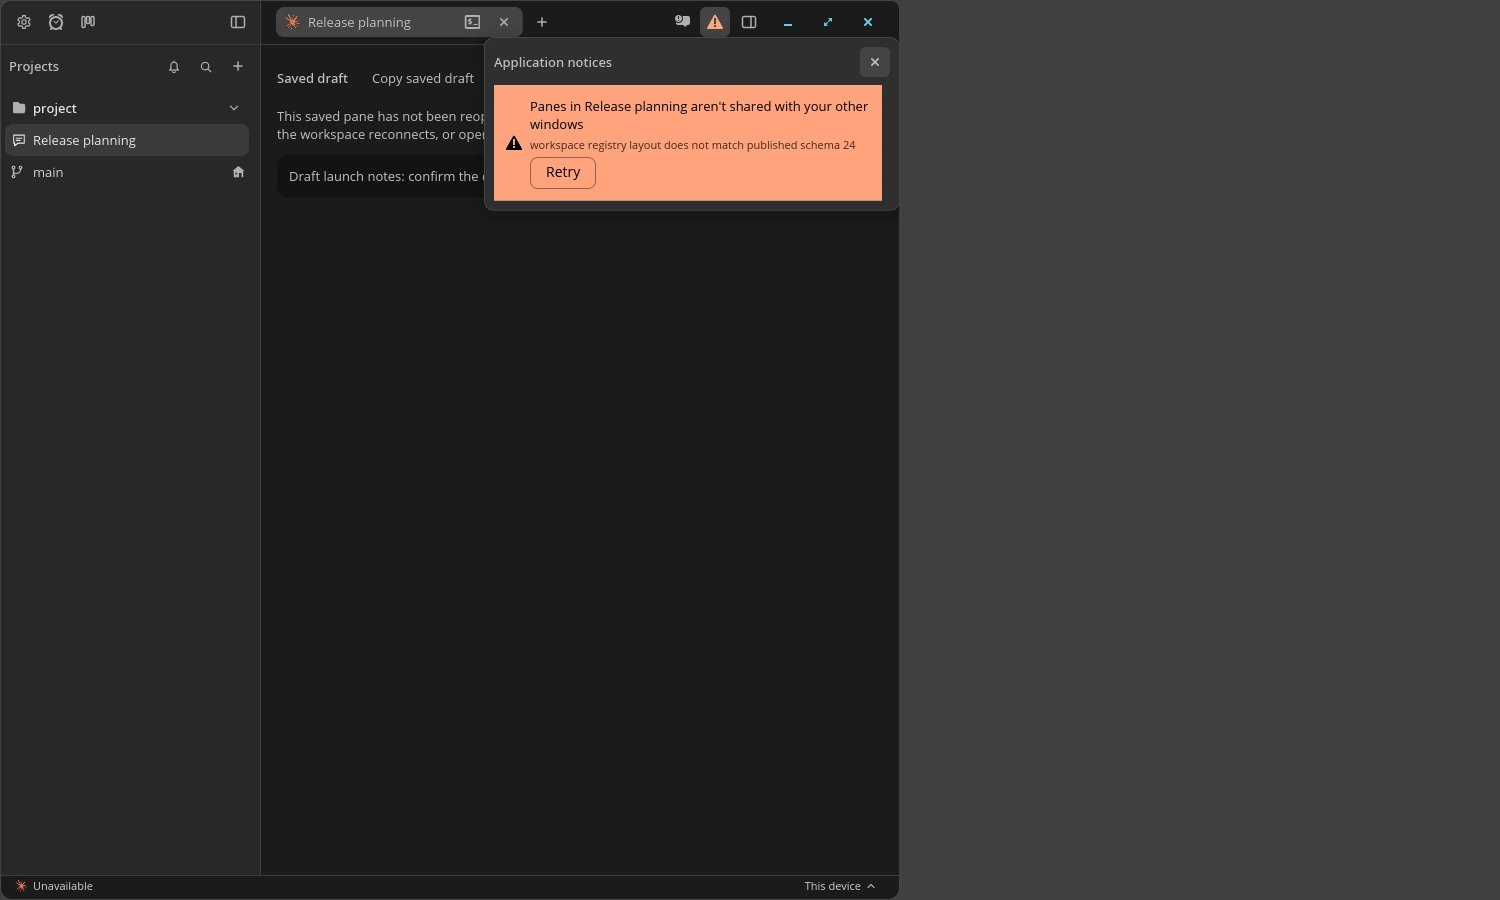 Release planning
Projects
project
Release planning
main
Saved draft
Copy saved draft
This saved pane has not been
the workspace reconnects, or
Draft launch notes: confirm the
Application notices
Panes in Release planning aren't shared with your other
windows
workspace registry layout does not match published schema 24
Retry
Unavailable
This device